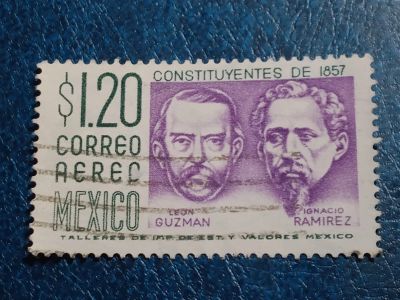 CONSTITUYENTES DE 1857
$1.20
CORREO
AEREO
MEXICO
LEON
GUZMAN
IGNACIO
RAMIREZ
TALLERES DE IMP. DE EST. Y VALORES MEXICO